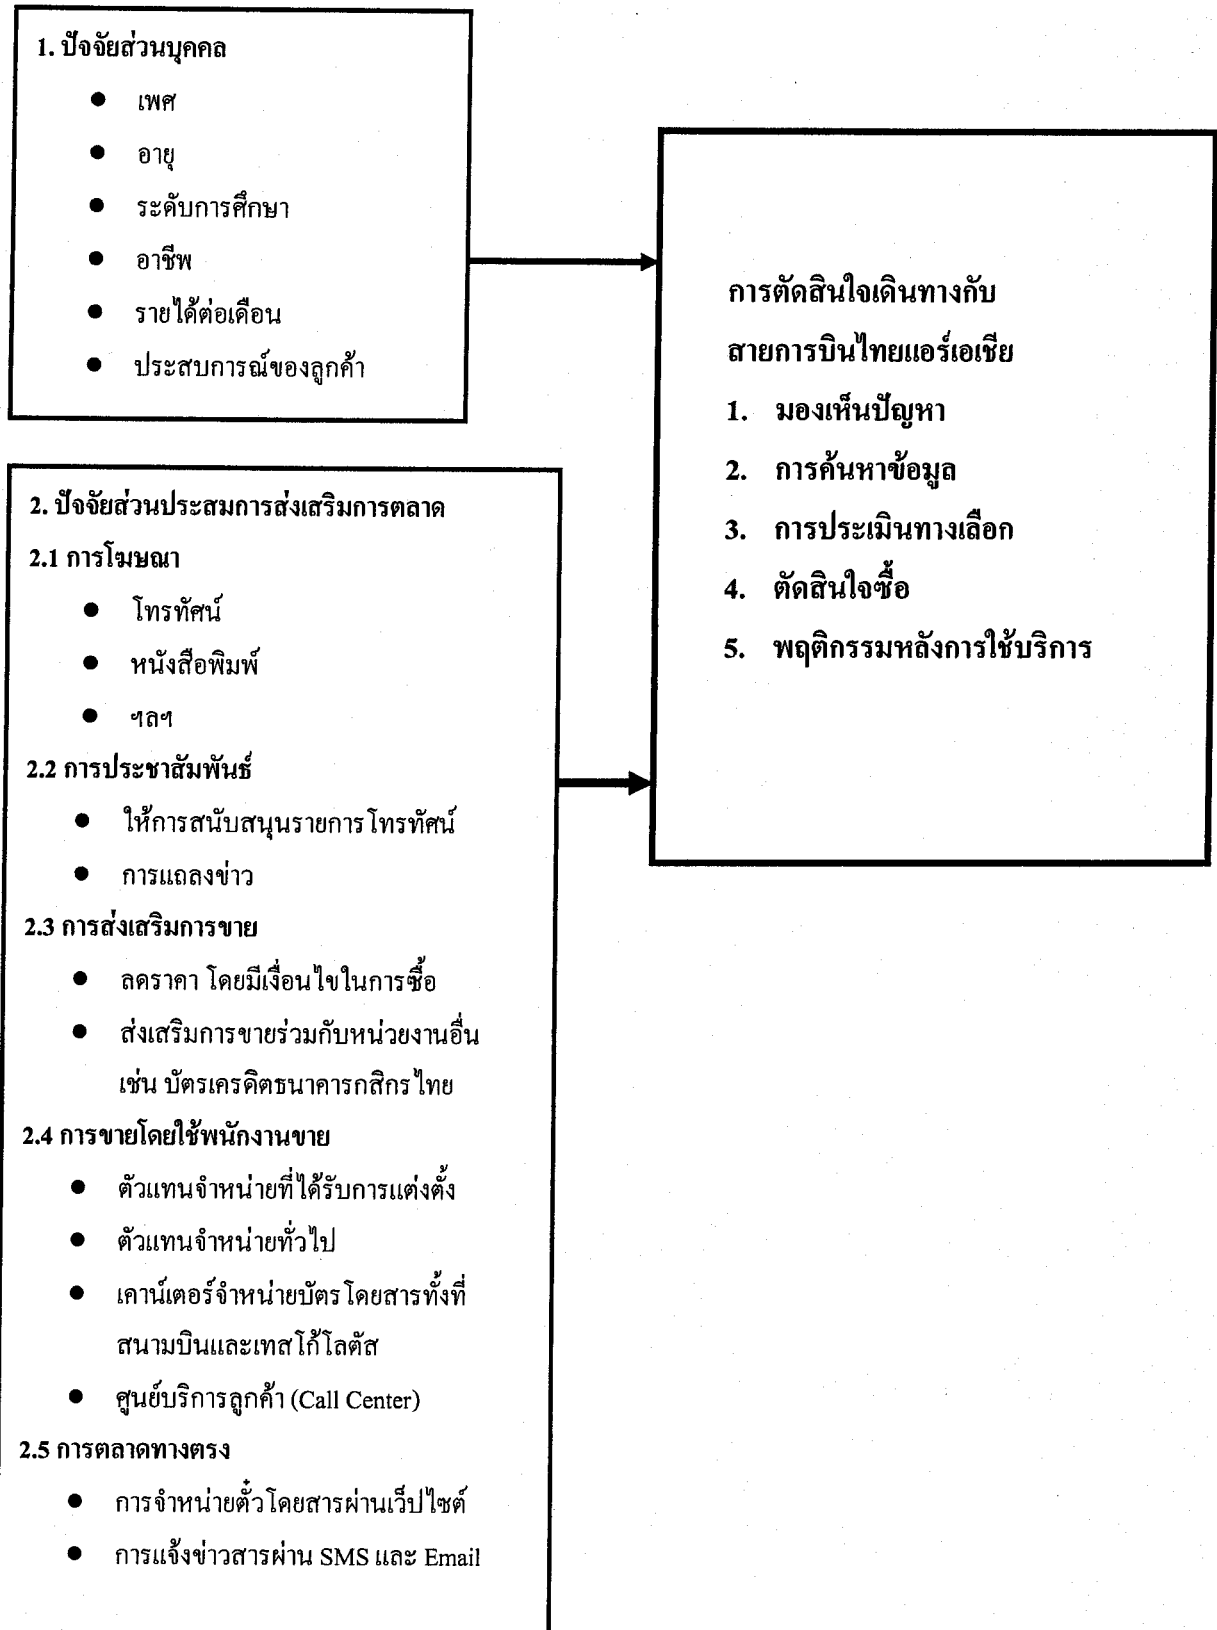 1. ปัจจัยส่วนบุคคล
● เพศ
● อายุ
● ระดับการศึกษา
● อาชีพ
● รายได้ต่อเดือน
● ประสบการณ์ของลูกค้า
2. ปัจจัยส่วนประสมการส่งเสริมการตลาด
2.1 การโฆษณา
● โทรทัศน์
● หนังสือพิมพ์
● ฯลฯ
2.2 การประชาสัมพันธ์
● ให้การสนับสนุนรายการโทรทัศน์
● การแถลงข่าว
2.3 การส่งเสริมการขาย
● ลดราคา โดยมีเงื่อนไขในการซื้อ
● ส่งเสริมการขายร่วมกับหน่วยงานอื่น
เช่น บัตรเครดิตธนาคารกสิกรไทย
2.4 การขายโดยใช้พนักงานขาย
● ตัวแทนจำหน่ายที่ได้รับการแต่งตั้ง
● ตัวแทนจำหน่ายทั่วไป
● เคาน์เตอร์จำหน่ายบัตรโดยสารทั้งที่
สนามบินและเทสโก้โลตัส
● ศูนย์บริการลูกค้า (Call Center)
2.5 การตลาดทางตรง
● การจำหน่ายตั๋วโดยสารผ่านเว็ปไซต์
● การแจ้งข่าวสารผ่าน SMS และ Email
การตัดสินใจเดินทางกับ
สายการบินไทยแอร์เอเชีย
1. มองเห็นปัญหา
2. การค้นหาข้อมูล
3. การประเมินทางเลือก
4. ตัดสินใจซื้อ
5. พฤติกรรมหลังการใช้บริการ